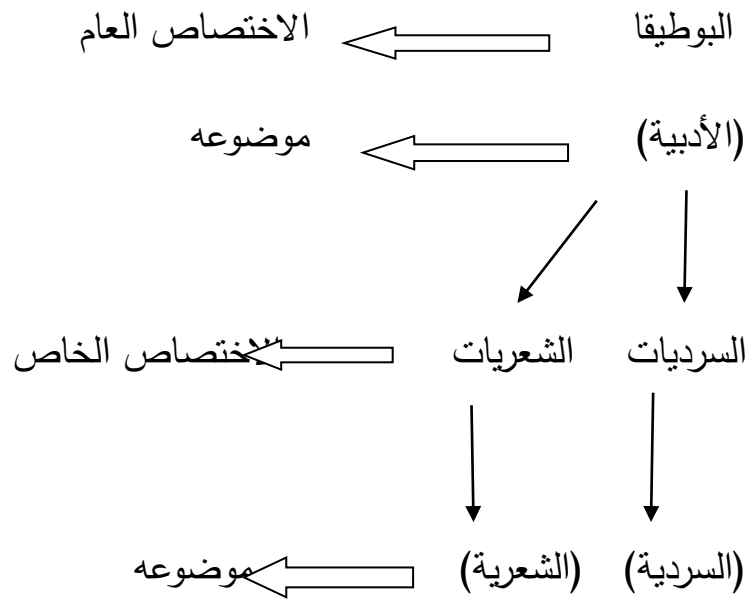 البوطيقا الاختصاص العام
(الأدبية) موضوعه
السرديات الشعريات الاختصاص الخاص
(السردية) (الشعرية) موضوعه